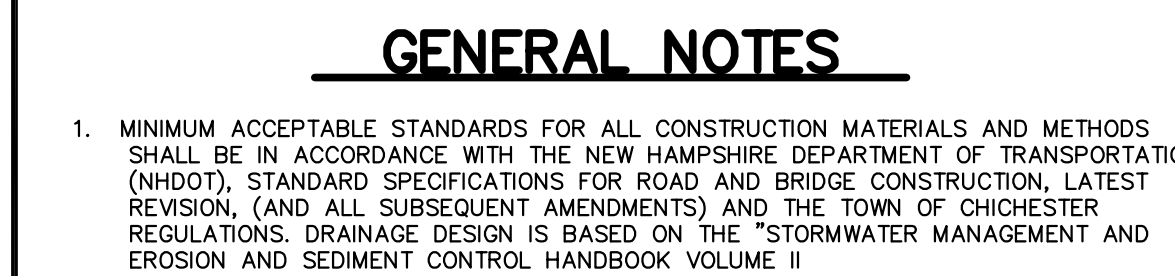 GENERAL NOTES
1. MINIMUM ACCEPTABLE STANDARDS FOR ALL CONSTRUCTION MATERIALS AND METHODS
SHALL BE IN ACCORDANCE WITH THE NEW HAMPSHIRE DEPARTMENT OF TRANSPORTATIO
(NHDOT), STANDARD SPECIFICATIONS FOR ROAD AND BRIDGE CONSTRUCTION, LATEST
REVISION, (AND ALL SUBSEQUENT AMENDMENTS) AND THE TOWN OF CHICHESTER
REGULATIONS. DRAINAGE DESIGN IS BASED ON THE "STORMWATER MANAGEMENT AND
EROSION AND SEDIMENT CONTROL HANDBOOK VOLUME II